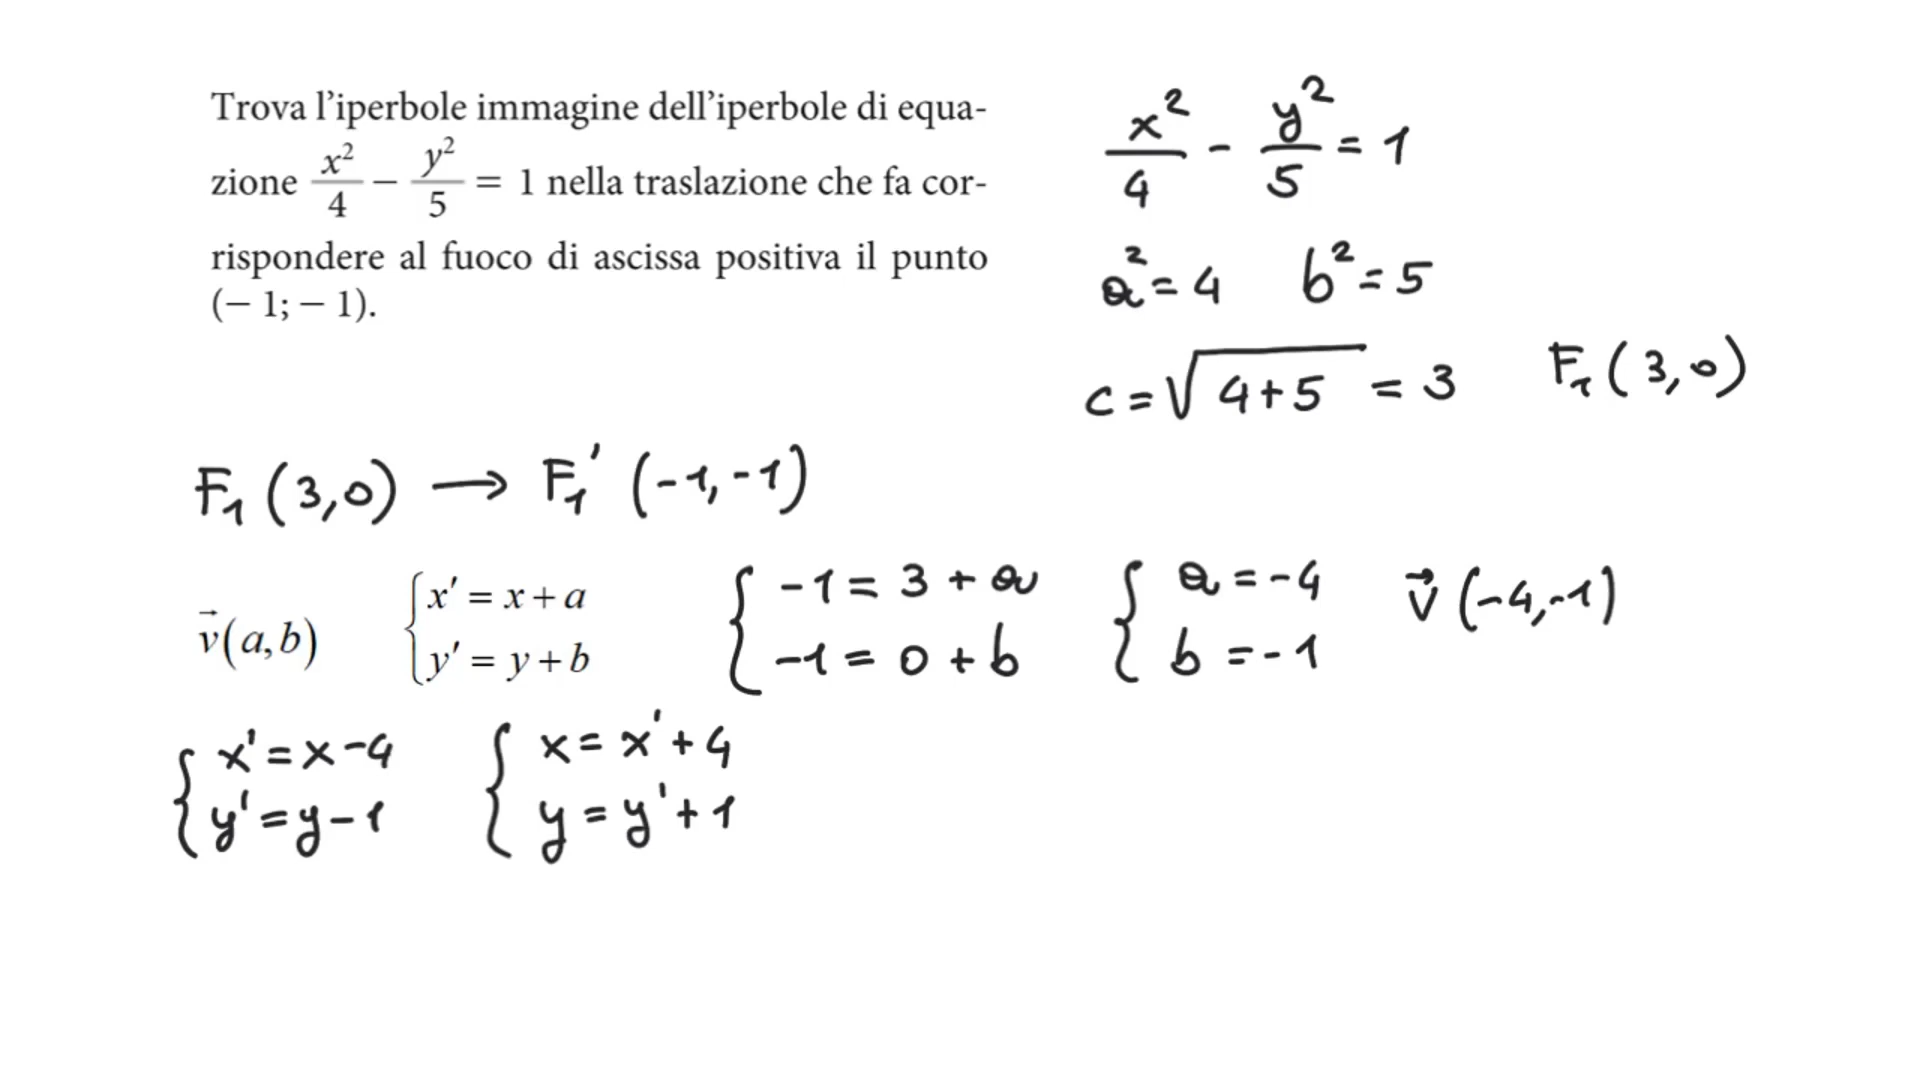 Trova l'iperbole immagine dell'iperbole di equa-
zione x²/4 − y²/5 = 1 nella traslazione che fa cor-
rispondere al fuoco di ascissa positiva il punto
(− 1; − 1).
x²/4 - y²/5 = 1
a² = 4 b² = 5
c = √(4+5) = 3 F₁(3,0)
F₁(3,0) → F₁'(-1,-1)
v⃗(a,b) { x' = x + a { -1 = 3 + a { a = -4 v⃗(-4,-1)
y' = y + b -1 = 0 + b b = -1
{ x' = x - 4 { x = x' + 4
y' = y - 1 y = y' + 1